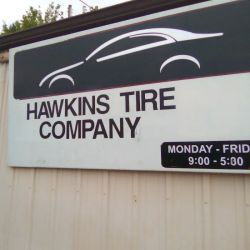 HAWKINS TIRE
COMPANY
MONDAY - FRID
9:00 - 5:00